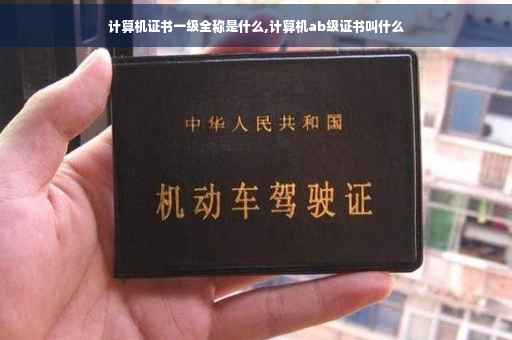 计算机证书一级全称是什么,计算机ab级证书叫什么
中华人民共和国
机动车驾驶证